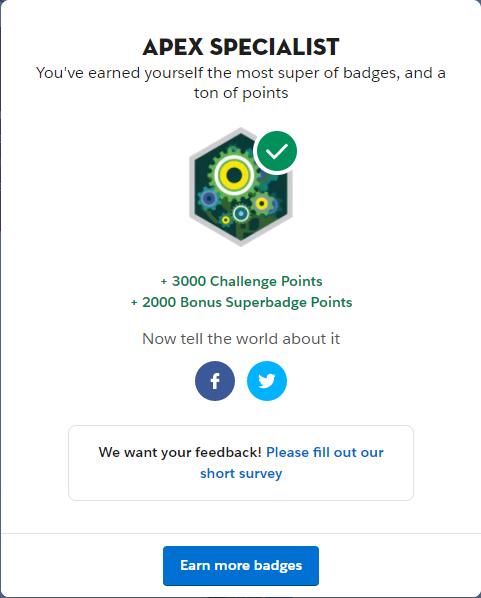 APEX SPECIALIST
You've earned yourself the most super of badges, and a
ton of points
+ 3000 Challenge Points
+ 2000 Bonus Superbadge Points
Now tell the world about it
We want your feedback! Please fill out our
short survey
Earn more badges